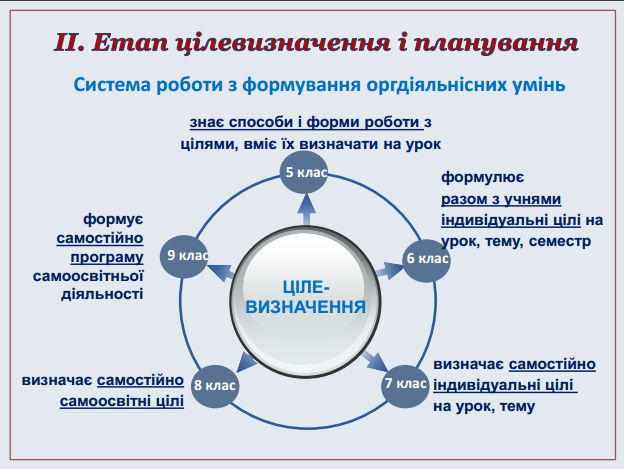 ІІ. Етап цілевизначення і планування
Система роботи з формування оргдіяльнісних умінь
знає способи і форми роботи з
цілями, вміє їх визначати на урок
5 клас
формулює
разом з учнями
індивідуальні цілі на
урок, тему, семестр
6 клас
визначає самостійно
індивідуальні цілі
на урок, тему
7 клас
визначає самостійно
самоосвітні цілі
8 клас
формує
самостійно
програму
самоосвітньої
діяльності
9 клас
ЦІЛЕ-
ВИЗНАЧЕННЯ